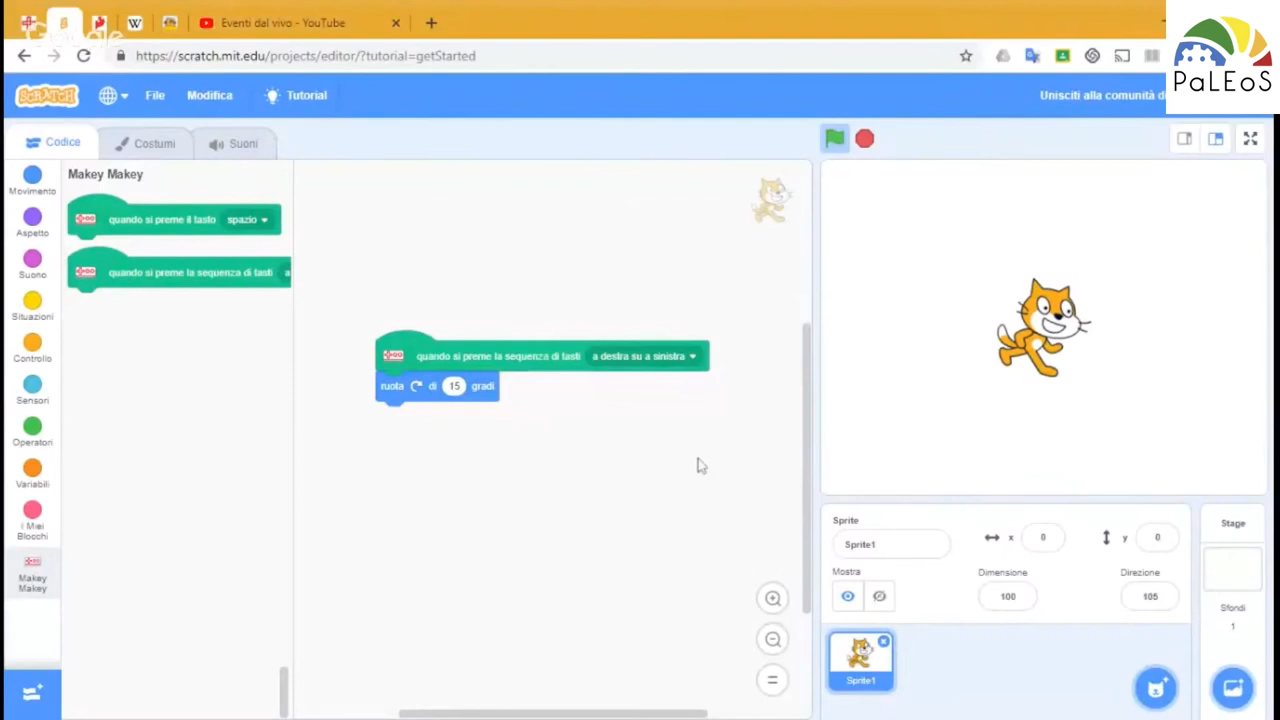 Eventi dal vivo - YouTube
Google
https://scratch.mit.edu/projects/editor/?tutorial=getStarted
PaLEoS
SCRATCH
File
Modifica
Tutorial
Unisciti alla comunità di
Codice
Costumi
Suoni
Movimento
Aspetto
Suono
Situazioni
Controllo
Sensori
Operatori
Variabili
I Miei
Blocchi
Makey
Makey
Makey Makey
quando si preme il tasto spazio
quando si preme la sequenza di tasti a
quando si preme la sequenza di tasti a destra su a sinistra
ruota di 15 gradi
Sprite
Sprite1
x 0
y 0
Mostra
Dimensione
100
Direzione
105
Sprite1
Stage
Sfondi
1